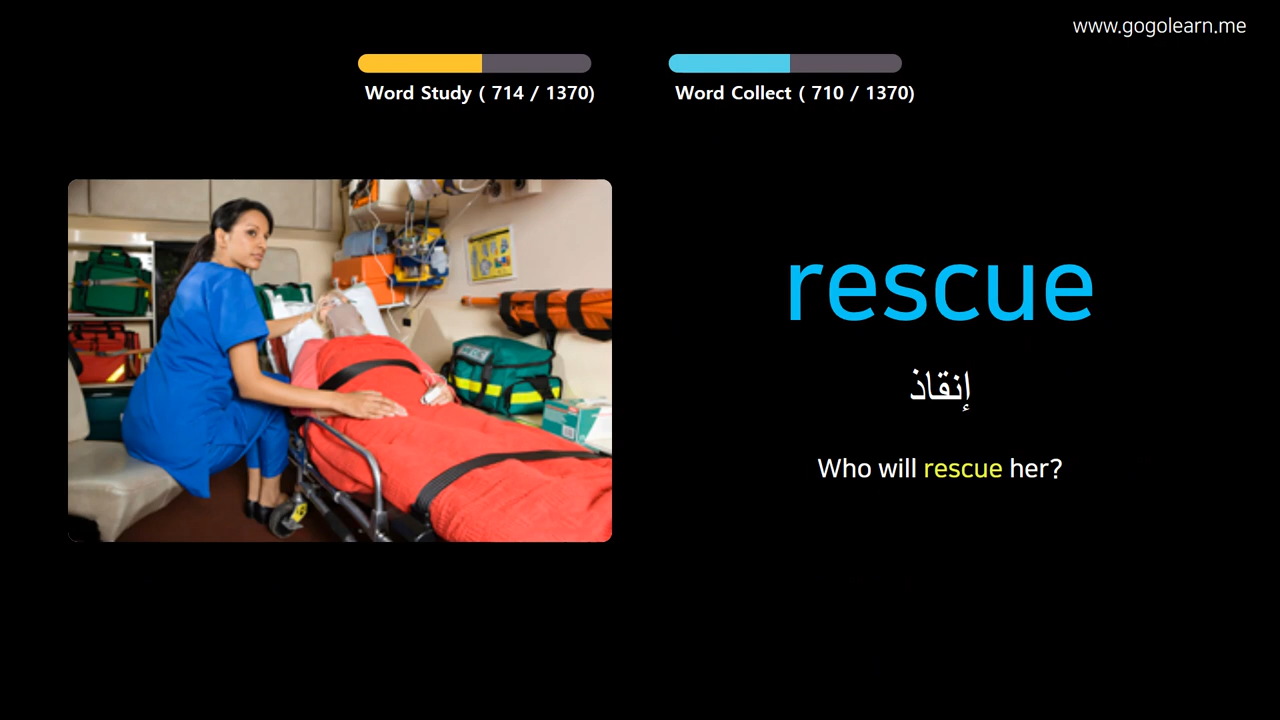 www.gogolearn.me
Word Study ( 714 / 1370)
Word Collect ( 710 / 1370)
rescue
إنقاذ
Who will rescue her?